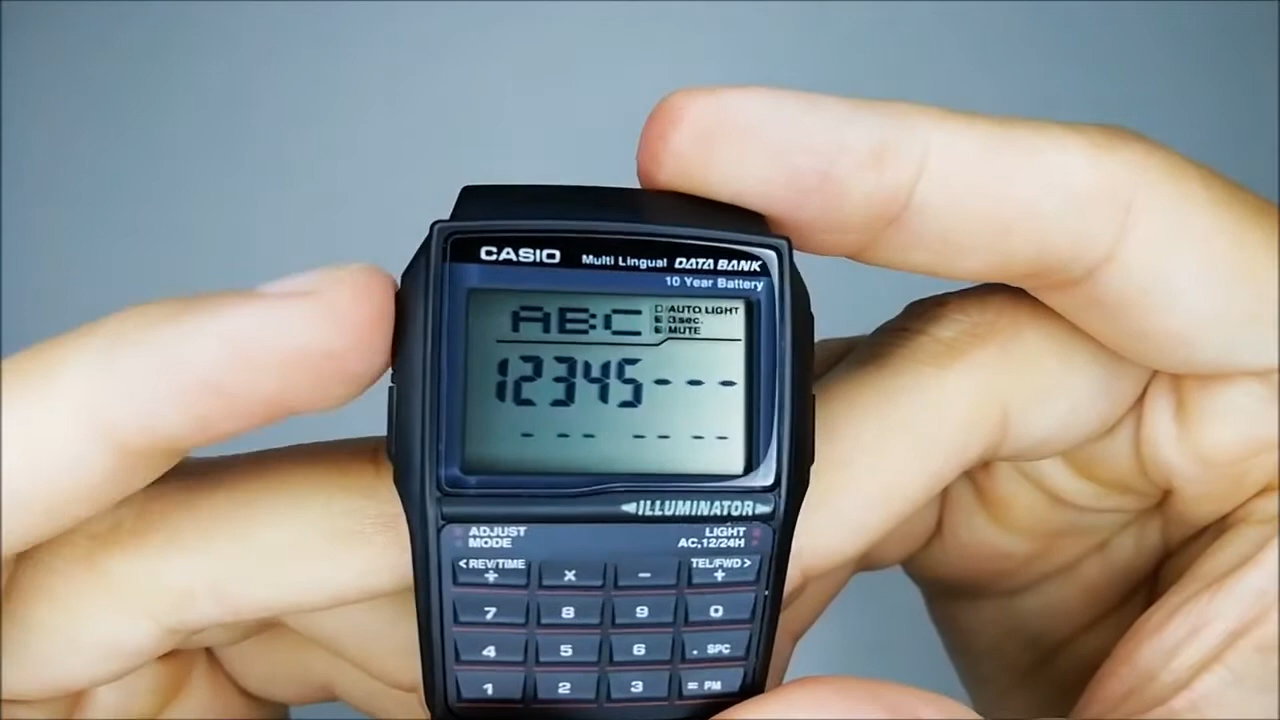 CASIO Multi Lingual DATA BANK
10 Year Battery
ABC AUTO LIGHT
3sec.
MUTE
12345---
- - - - - - -
ILLUMINATOR
ADJUST LIGHT
MODE AC,12/24H
<REV/TIME TEL/FWD>
÷ × − +
7 8 9 0
4 5 6 . SPC
1 2 3 = PM